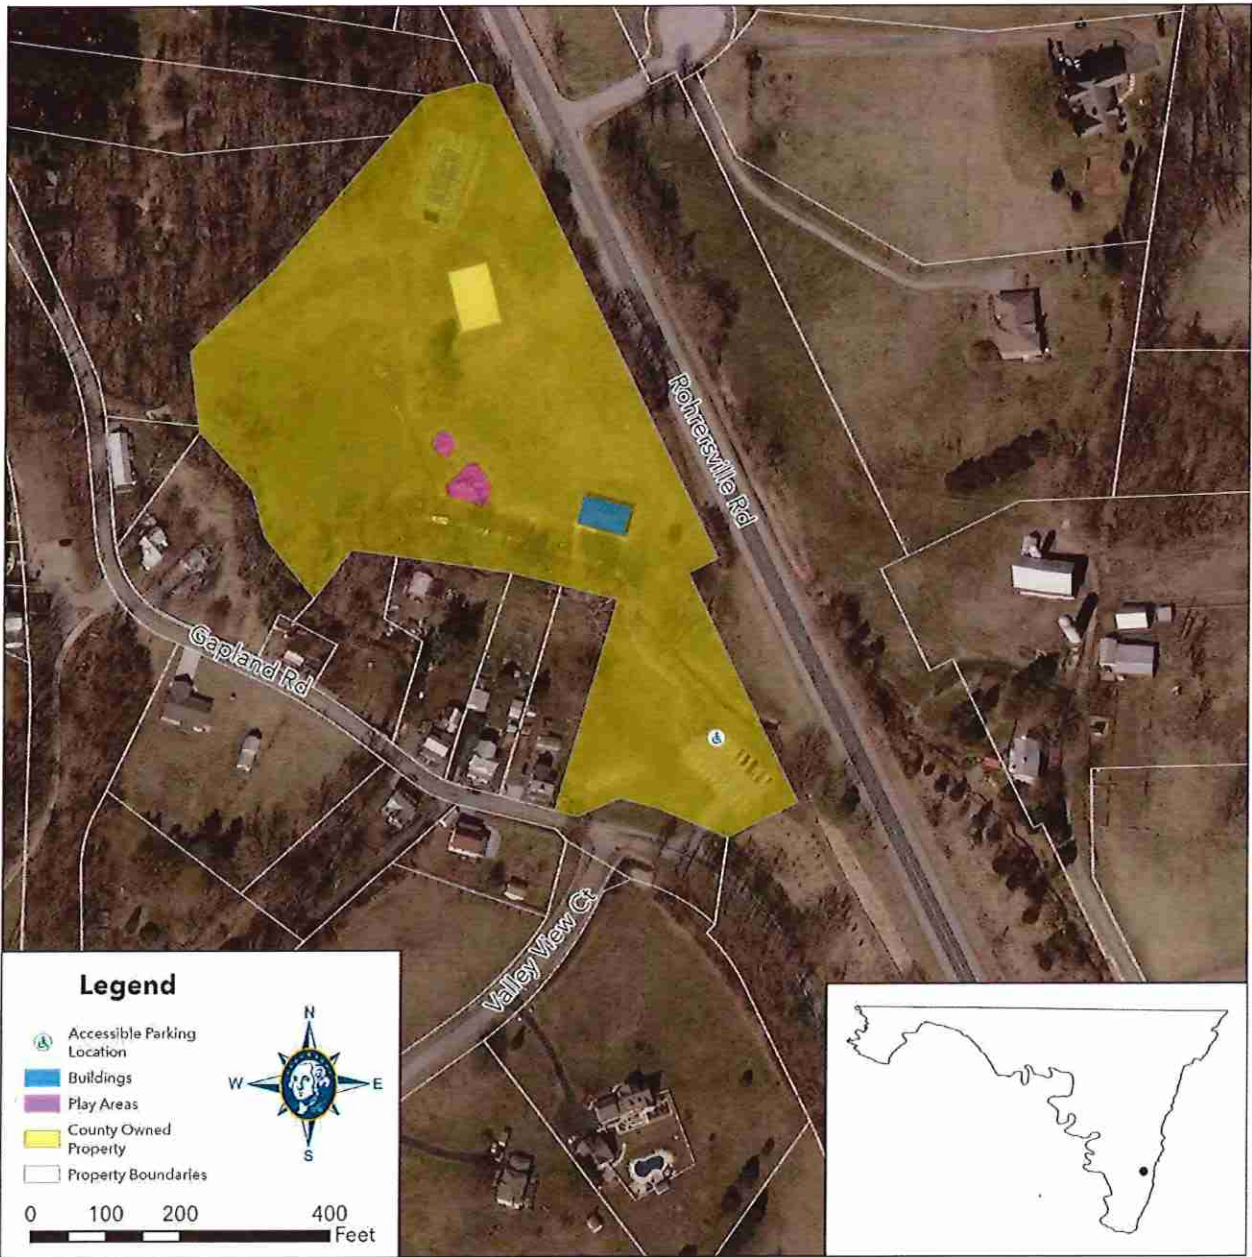 Rohrersville Rd
Gapland Rd
Valley View Ct
Legend
Accessible Parking
Location
Buildings
Play Areas
County Owned
Property
Property Boundaries
N
W
E
S
0 100 200 400
Feet